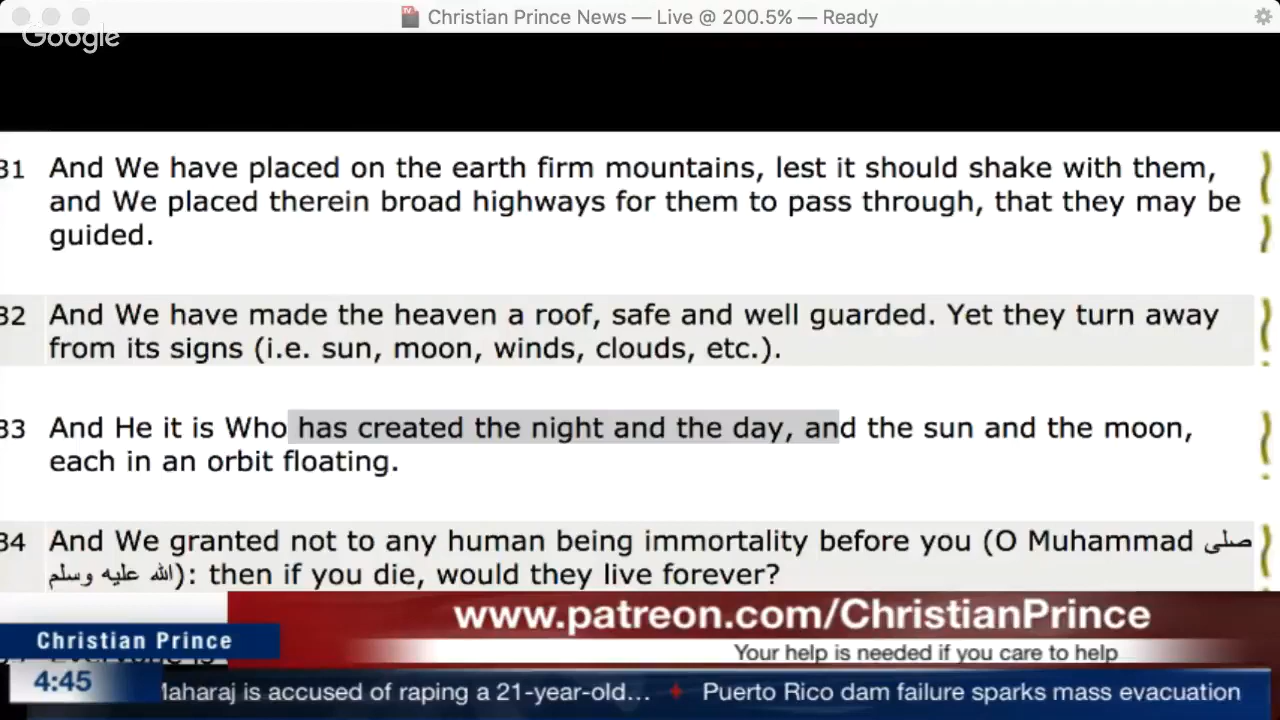 Christian Prince News — Live @ 200.5% — Ready
Google
31 And We have placed on the earth firm mountains, lest it should shake with them,
and We placed therein broad highways for them to pass through, that they may be
guided.
32 And We have made the heaven a roof, safe and well guarded. Yet they turn away
from its signs (i.e. sun, moon, winds, clouds, etc.).
33 And He it is Who has created the night and the day, and the sun and the moon,
each in an orbit floating.
34 And We granted not to any human being immortality before you (O Muhammad صلى
الله عليه وسلم): then if you die, would they live forever?
www.patreon.com/ChristianPrince
Christian Prince
Your help is needed if you care to help
4:45
Maharaj is accused of raping a 21-year-old... Puerto Rico dam failure sparks mass evacuation